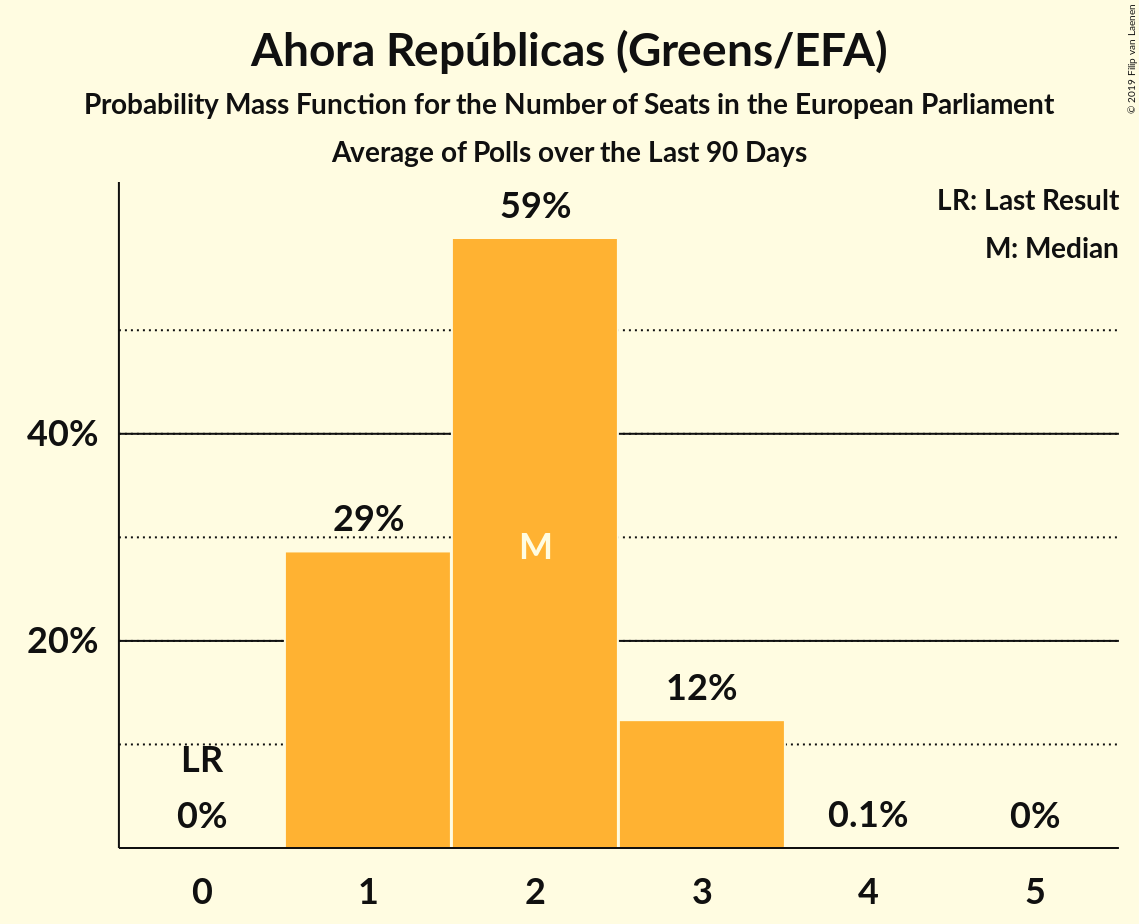 Ahora Repúblicas (Greens/EFA)
Probability Mass Function for the Number of Seats in the European Parliament
Average of Polls over the Last 90 Days
© 2019 Filip van Laenen
LR: Last Result
M: Median
59%
40%
29%
M
20%
12%
LR
0%
0.1%
0%
0 1 2 3 4 5